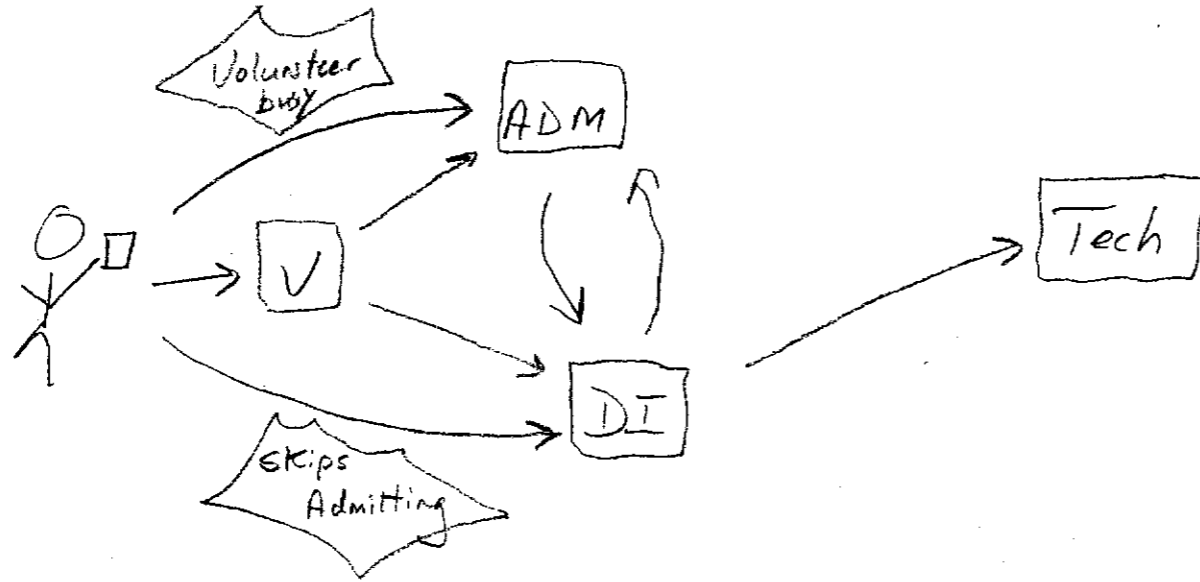 Volunteer
busy
ADM
Tech
V
DI
Skips
Admitting